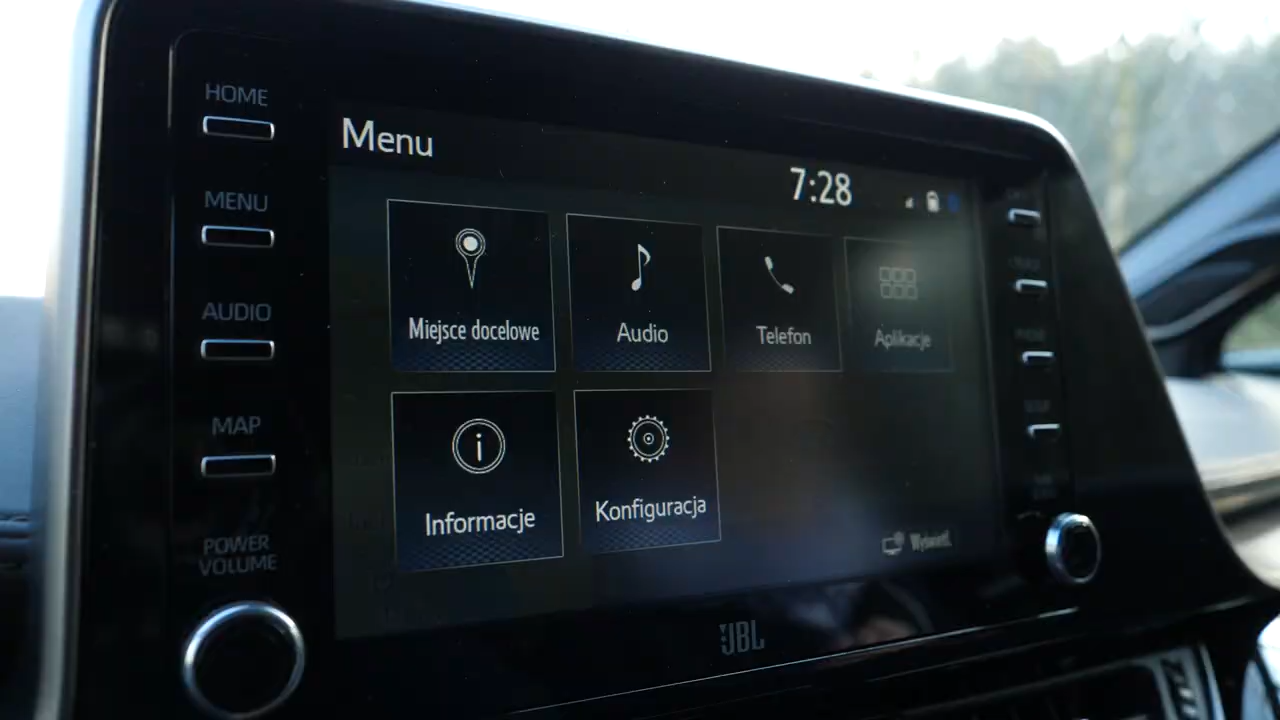 HOME
MENU
AUDIO
MAP
POWER
VOLUME
Menu
7:28
Miejsce docelowe
Audio
Telefon
Aplikacje
Informacje
Konfiguracja
Wyświetl.
JBL